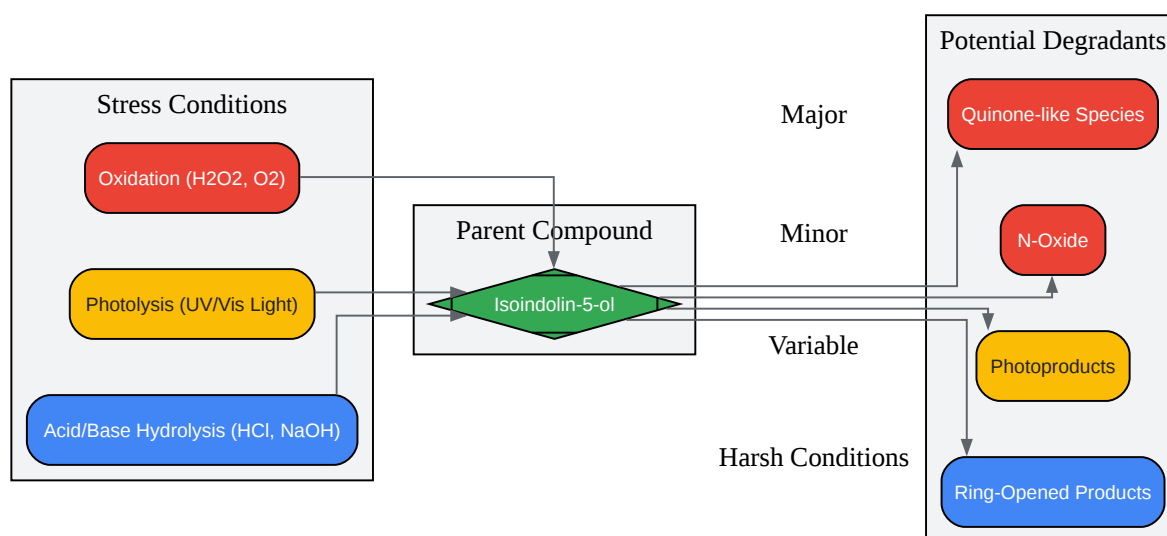 Stress Conditions
Oxidation (H2O2, O2)
Photolysis (UV/Vis Light)
Acid/Base Hydrolysis (HCl, NaOH)
Parent Compound
Isoindolin-5-ol
Major
Minor
Variable
Harsh Conditions
Potential Degradants
Quinone-like Species
N-Oxide
Photoproducts
Ring-Opened Products